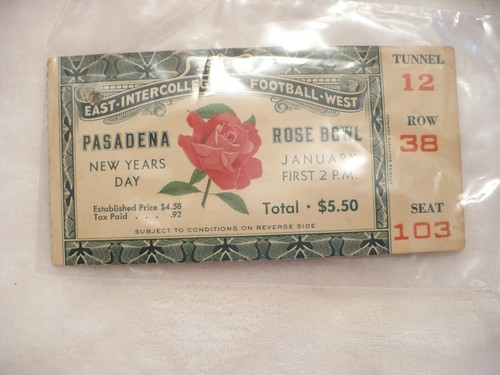 EAST-INTERCOLLEGIATE FOOTBALL-WEST
PASADENA
NEW YEARS
DAY
ROSE BOWL
JANUARY
FIRST 2 P.M.
Established Price $4.58
Tax Paid . . . .92
Total · $5.50
SUBJECT TO CONDITIONS ON REVERSE SIDE
TUNNEL
12
ROW
38
SEAT
103